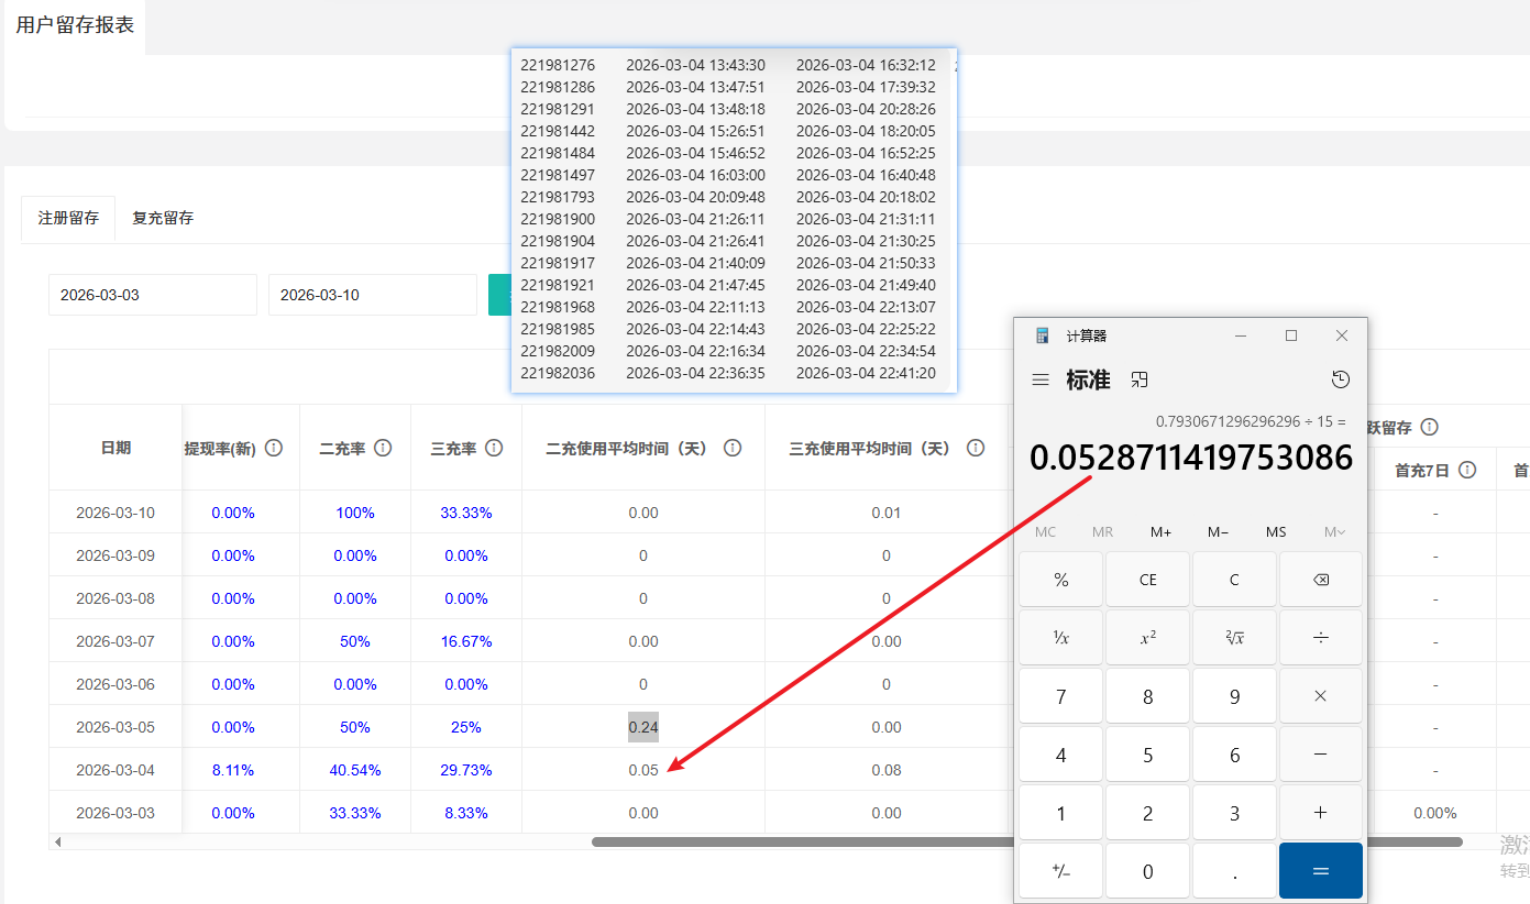 用户留存报表
221981276 2026-03-04 13:43:30 2026-03-04 16:32:12
221981286 2026-03-04 13:47:51 2026-03-04 17:39:32
221981291 2026-03-04 13:48:18 2026-03-04 20:28:26
221981442 2026-03-04 15:26:51 2026-03-04 18:20:05
221981484 2026-03-04 15:46:52 2026-03-04 16:52:25
221981497 2026-03-04 16:03:00 2026-03-04 16:40:48
221981793 2026-03-04 20:09:48 2026-03-04 20:18:02
221981900 2026-03-04 21:26:11 2026-03-04 21:31:11
221981904 2026-03-04 21:26:41 2026-03-04 21:30:25
221981917 2026-03-04 21:40:09 2026-03-04 21:50:33
221981921 2026-03-04 21:47:45 2026-03-04 21:49:40
221981968 2026-03-04 22:11:13 2026-03-04 22:13:07
221981985 2026-03-04 22:14:43 2026-03-04 22:25:22
221982009 2026-03-04 22:16:34 2026-03-04 22:34:54
221982036 2026-03-04 22:36:35 2026-03-04 22:41:20
注册留存 复充留存
2026-03-03 2026-03-10
日期 提现率(新) 二充率 三充率 二充使用平均时间（天） 三充使用平均时间（天） 跃留存
首充7日 首
2026-03-10 0.00% 100% 33.33% 0.00 0.01 -
2026-03-09 0.00% 0.00% 0.00% 0 0 -
2026-03-08 0.00% 0.00% 0.00% 0 0 -
2026-03-07 0.00% 50% 16.67% 0.00 0.00 -
2026-03-06 0.00% 0.00% 0.00% 0 0 -
2026-03-05 0.00% 50% 25% 0.24 0.00 -
2026-03-04 8.11% 40.54% 29.73% 0.05 0.08 -
2026-03-03 0.00% 33.33% 8.33% 0.00 0.00 0.00%
计算器
标准
0.7930671296296296 ÷ 15 =
0.0528711419753086
MC MR M+ M− MS M
% CE C
¹/x x² ²√x ÷
7 8 9 ×
4 5 6 −
1 2 3 +
+/− 0 . =
激
转到